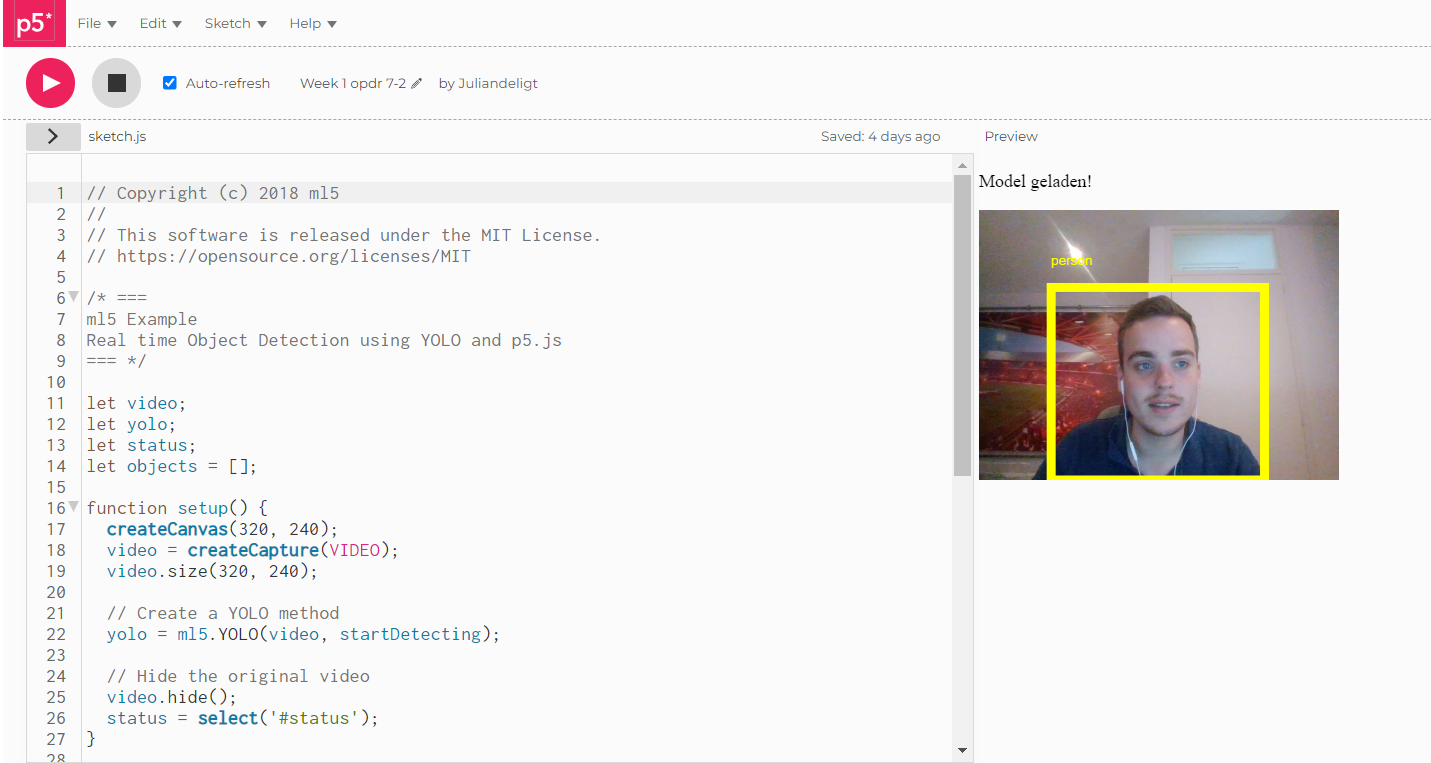 p5*
File Edit Sketch Help
Auto-refresh Week 1 opdr 7-2 by Juliandeligt
sketch.js Saved: 4 days ago Preview
1 // Copyright (c) 2018 ml5
2 //
3 // This software is released under the MIT License.
4 // https://opensource.org/licenses/MIT
5
6 /* ===
7 ml5 Example
8 Real time Object Detection using YOLO and p5.js
9 === */
10
11 let video;
12 let yolo;
13 let status;
14 let objects = [];
15
16 function setup() {
17   createCanvas(320, 240);
18   video = createCapture(VIDEO);
19   video.size(320, 240);
20
21   // Create a YOLO method
22   yolo = ml5.YOLO(video, startDetecting);
23
24   // Hide the original video
25   video.hide();
26   status = select('#status');
27 }
28
Model geladen!
person